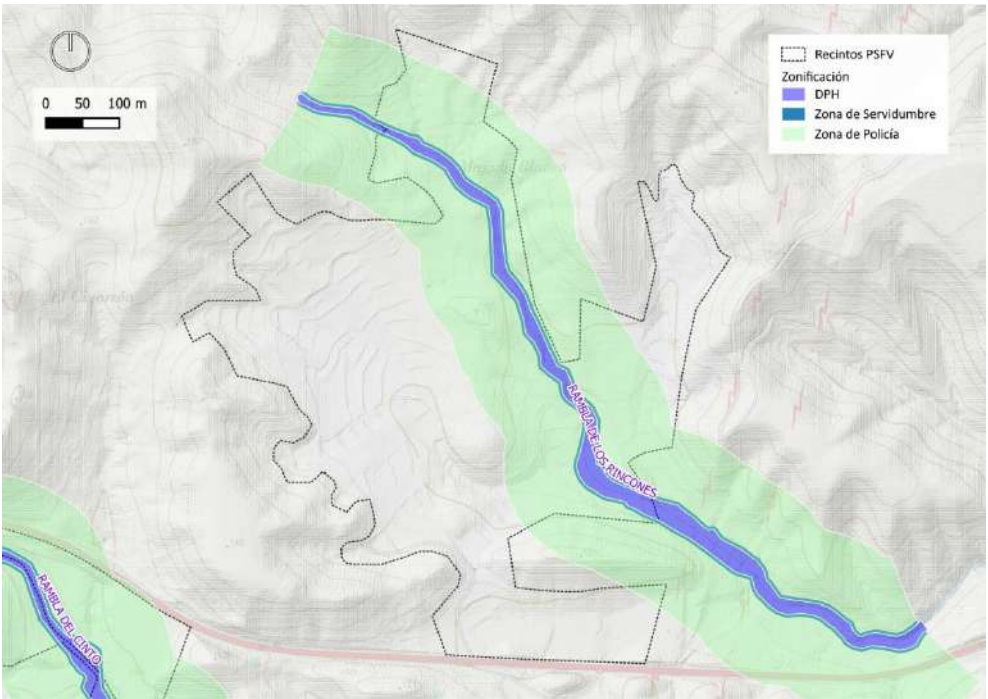 0 50 100 m
Recintos PSFV
Zonificación
DPH
Zona de Servidumbre
Zona de Policía
RAMBLA DE LOS RINCONES
RAMBLA DEL CINTO